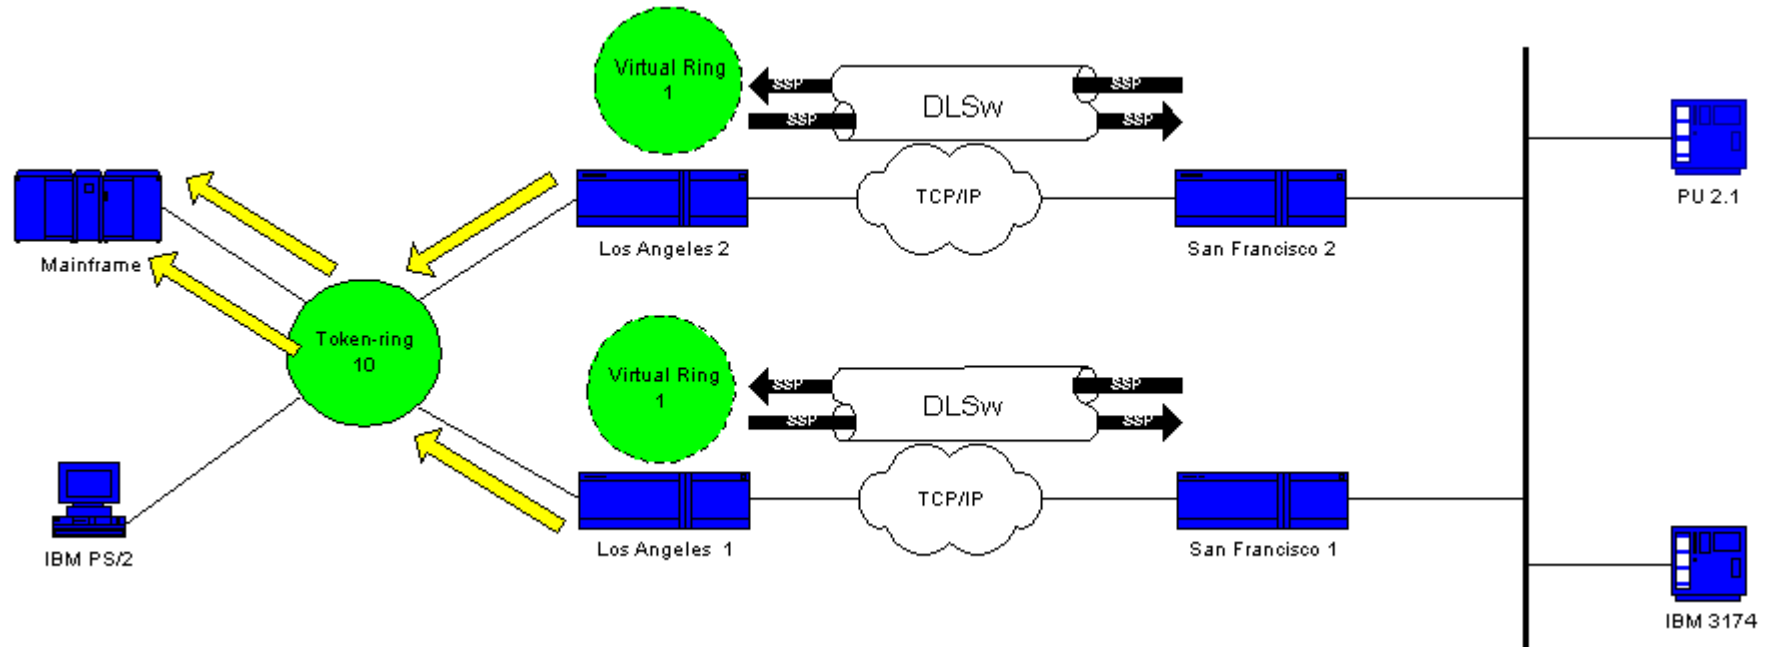 Virtual Ring
1
SSP
SSP
DLSw
SSP
SSP
Mainframe
Los Angeles 2
TCP/IP
San Francisco 2
PU 2.1
Token-ring
10
Virtual Ring
1
SSP
SSP
DLSw
SSP
SSP
IBM PS/2
Los Angeles 1
TCP/IP
San Francisco 1
IBM 3174